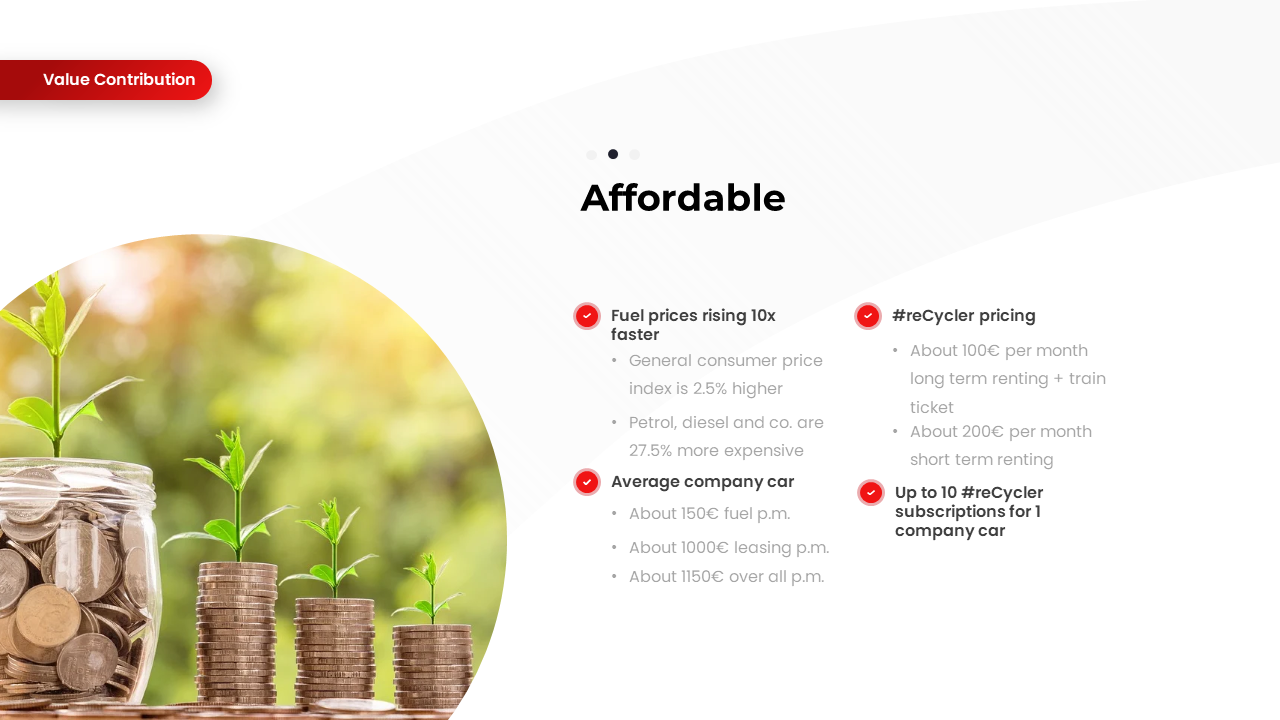 Value Contribution
Affordable
Fuel prices rising 10x
faster
• General consumer price
index is 2.5% higher
• Petrol, diesel and co. are
27.5% more expensive
Average company car
• About 150€ fuel p.m.
• About 1000€ leasing p.m.
• About 1150€ over all p.m.
#reCycler pricing
• About 100€ per month
long term renting + train
ticket
• About 200€ per month
short term renting
Up to 10 #reCycler
subscriptions for 1
company car